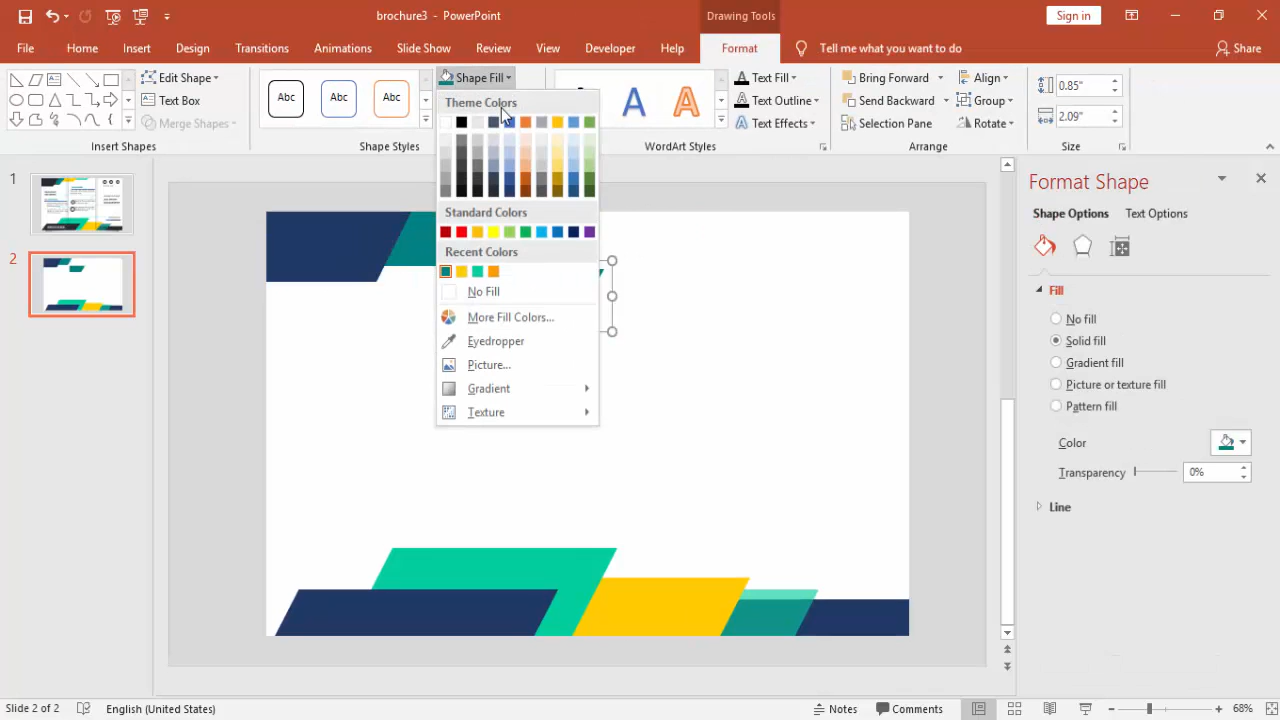 brochure3 - PowerPoint
Drawing Tools
Sign in
File Home Insert Design Transitions Animations Slide Show Review View Developer Help Format Tell me what you want to do Share
Edit Shape
Text Box
Merge Shapes
Insert Shapes
Abc Abc Abc
Shape Styles
Shape Fill
Theme Colors
Standard Colors
Recent Colors
No Fill
More Fill Colors...
Eyedropper
Picture...
Gradient
Texture
A A
Text Fill
Text Outline
Text Effects
WordArt Styles
Bring Forward
Send Backward
Selection Pane
Align
Group
Rotate
Arrange
0.85"
2.09"
Size
1
2
Format Shape
Shape Options Text Options
Fill
No fill
Solid fill
Gradient fill
Picture or texture fill
Pattern fill
Color
Transparency 0%
Line
Slide 2 of 2 English (United States) Notes Comments 68%